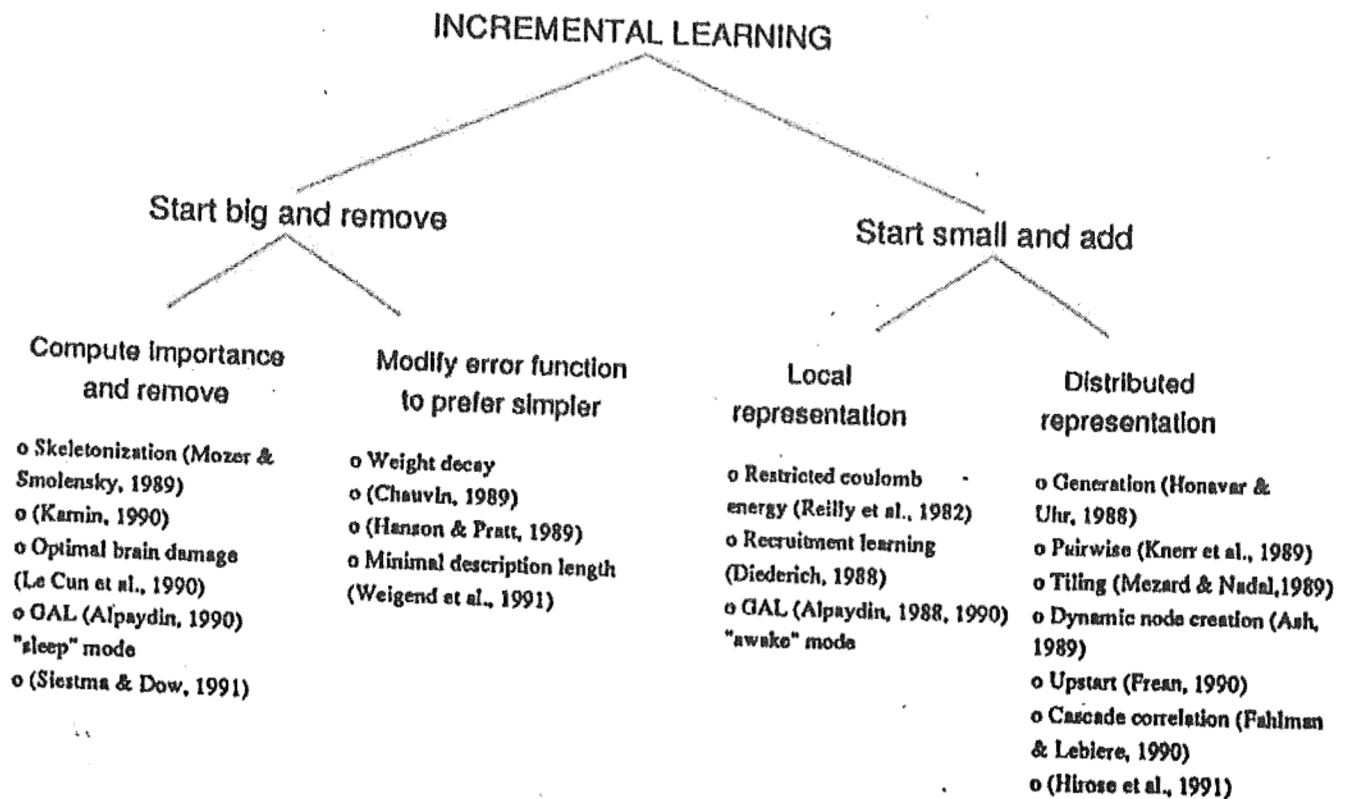 INCREMENTAL LEARNING
Start big and remove
Start small and add
Compute importance
and remove
o Skeletonization (Mozer &
Smolensky, 1989)
o (Karnin, 1990)
o Optimal brain damage
(Le Cun et al., 1990)
o GAL (Alpaydin, 1990)
"sleep" mode
o (Siestma & Dow, 1991)
Modify error function
to prefer simpler
o Weight decay
o (Chauvin, 1989)
o (Hanson & Pratt, 1989)
o Minimal description length
(Weigend et al., 1991)
Local
representation
o Restricted coulomb
energy (Reilly et al., 1982)
o Recruitment learning
(Diederich, 1988)
o GAL (Alpaydin, 1988, 1990)
"awake" mode
Distributed
representation
o Generation (Honavar &
Uhr, 1988)
o Pairwise (Knerr et al., 1989)
o Tiling (Mezard & Nadal,1989)
o Dynamic node creation (Ash,
1989)
o Upstart (Frean, 1990)
o Cascade correlation (Fahlman
& Lebiere, 1990)
o (Hirose et al., 1991)